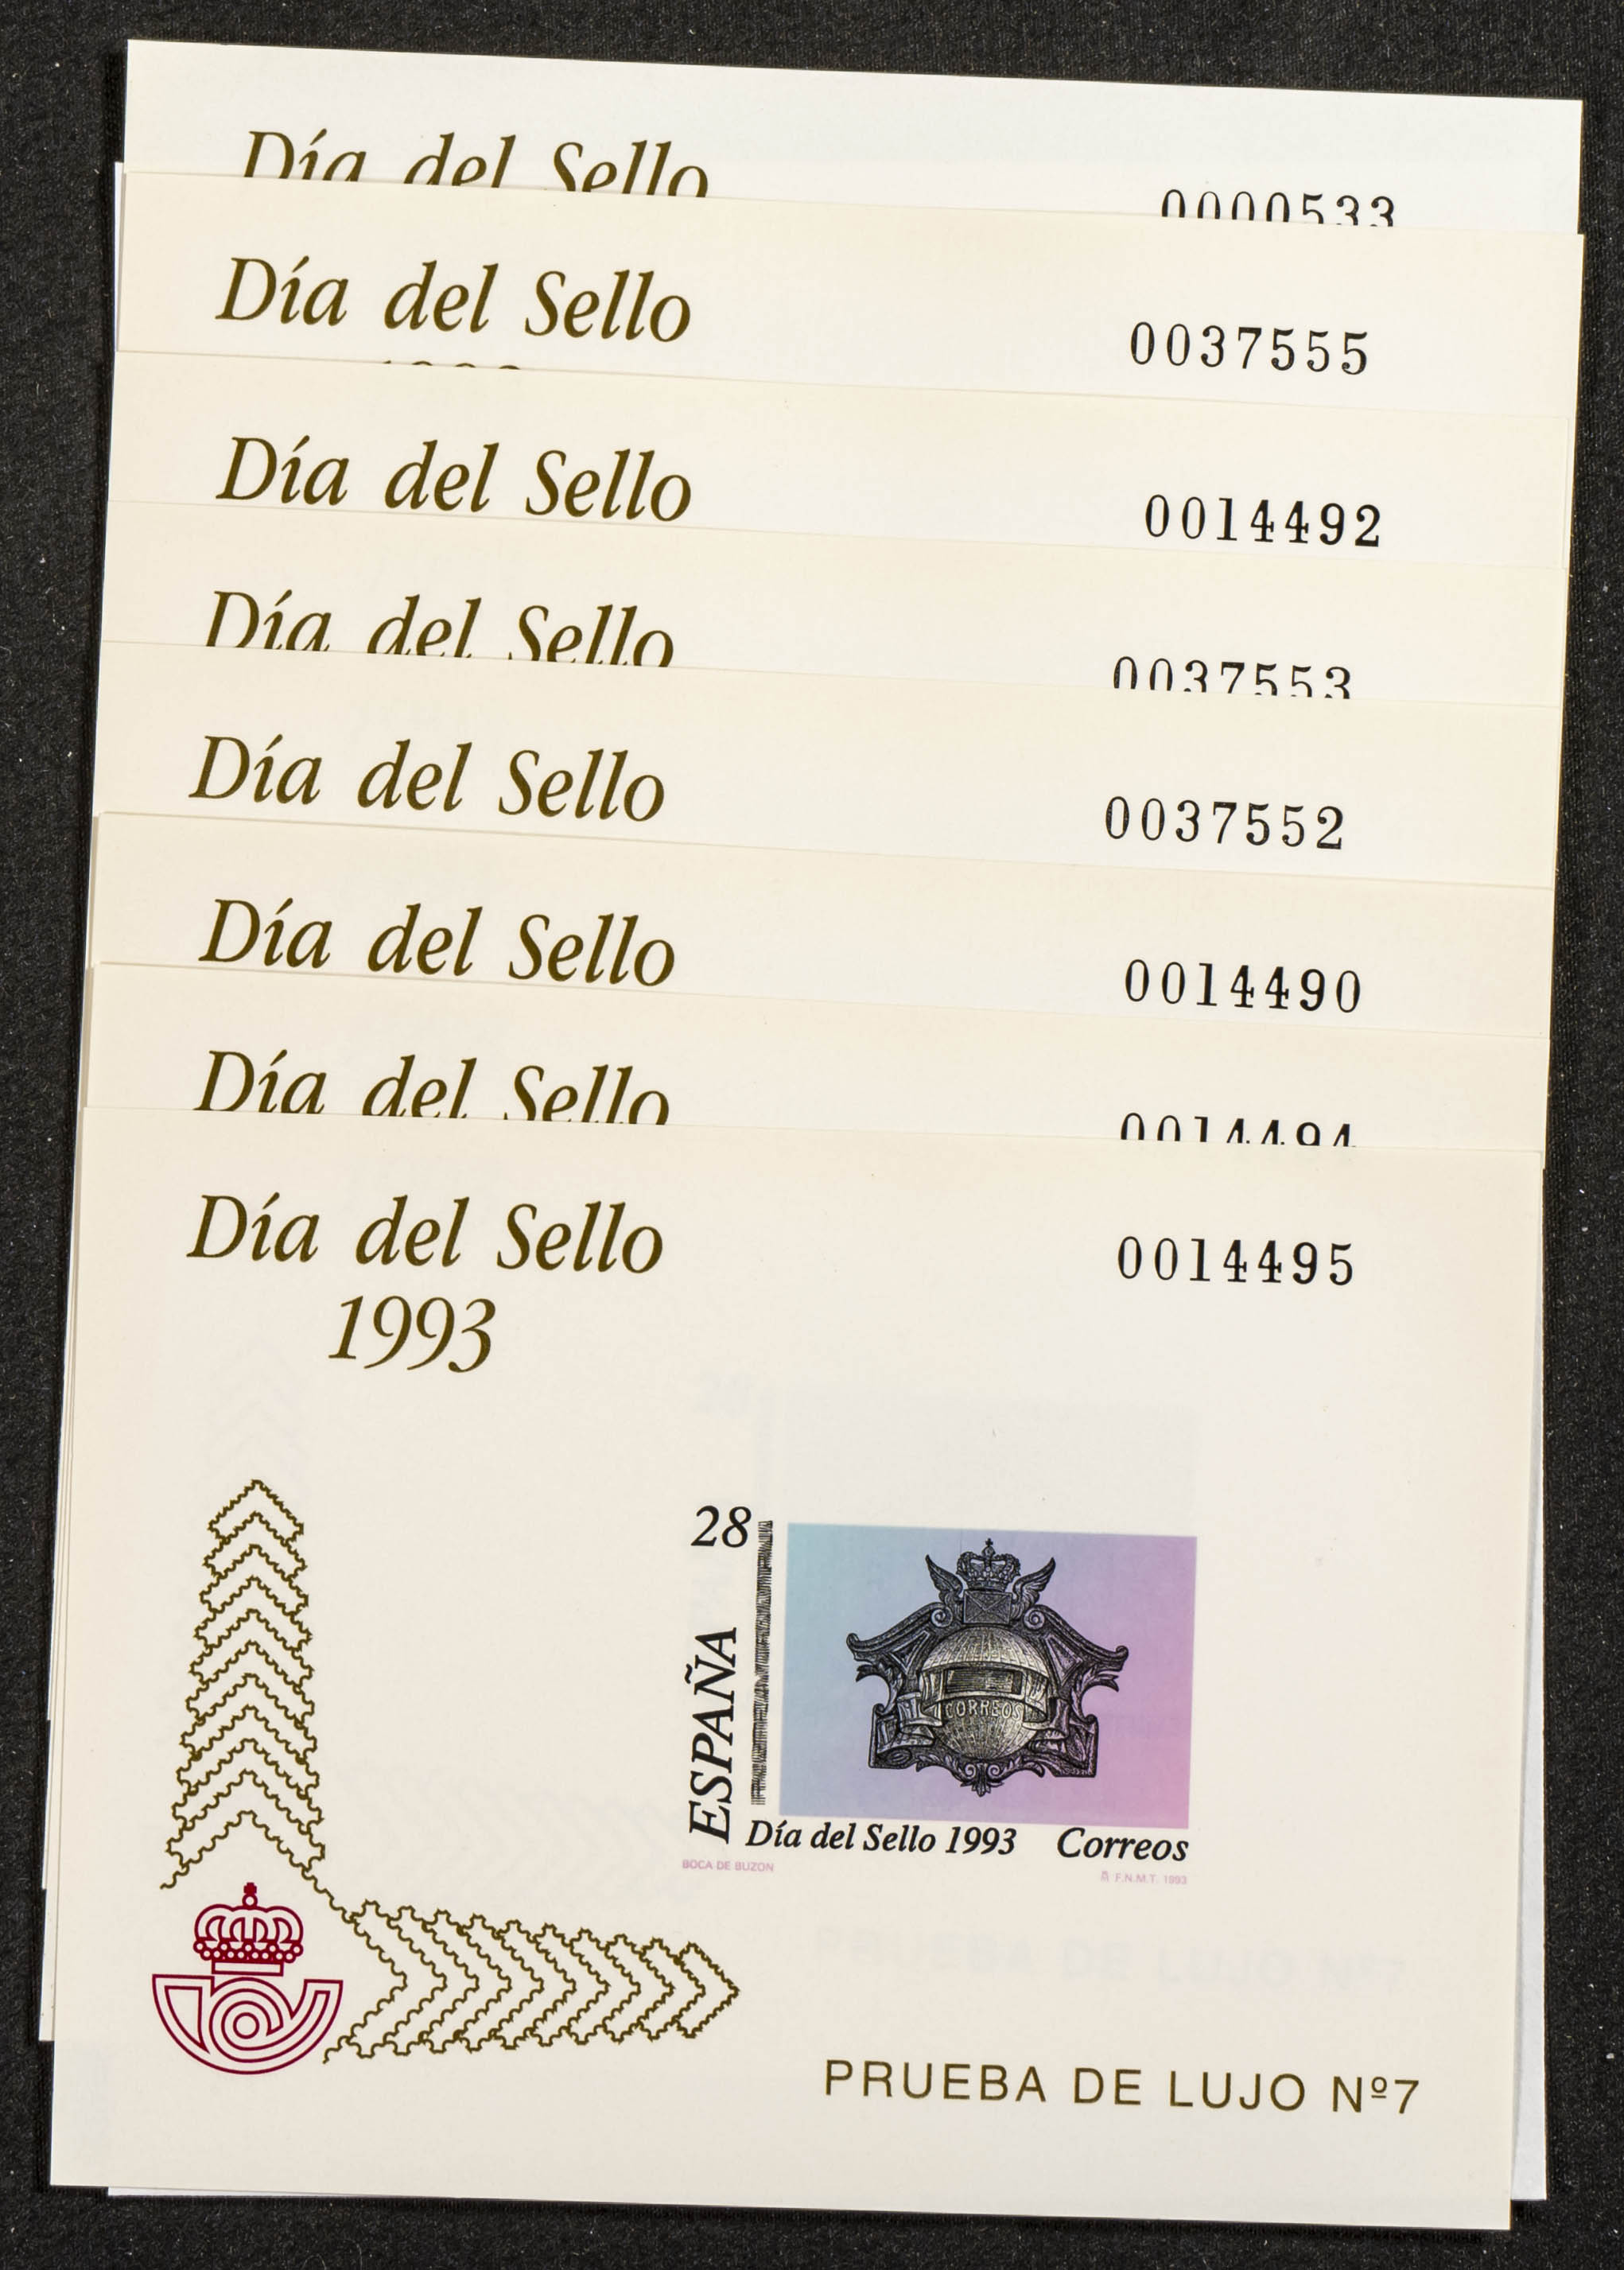 Día del Sello
0000533
Día del Sello
0037555
Día del Sello
0014492
Día del Sello
0037553
Día del Sello
0037552
Día del Sello
0014490
Día del Sello
0014494
Día del Sello
0014495
1993
28
ESPAÑA
CORREOS
Día del Sello 1993 Correos
BOCA DE BUZON
F.N.M.T. 1993
PRUEBA DE LUJO Nº7